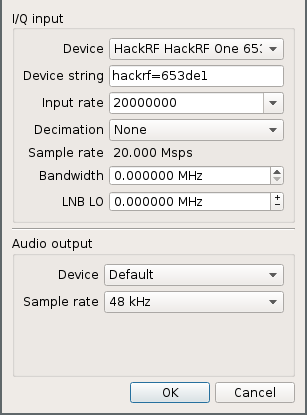 I/Q input
Device HackRF HackRF One 653
Device string hackrf=653de1
Input rate 20000000
Decimation None
Sample rate 20.000 Msps
Bandwidth 0.000000 MHz
LNB LO 0.000000 MHz
Audio output
Device Default
Sample rate 48 kHz
OK Cancel